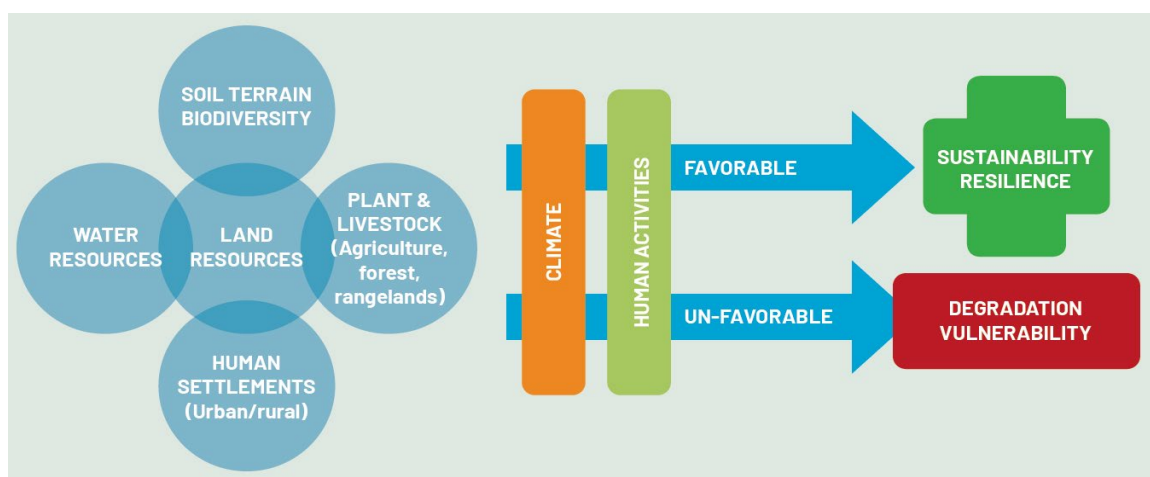 SOIL TERRAIN
BIODIVERSITY
WATER
RESOURCES
LAND
RESOURCES
PLANT &
LIVESTOCK
(Agriculture,
forest,
rangelands)
HUMAN
SETTLEMENTS
(Urban/rural)
CLIMATE
HUMAN ACTIVITIES
FAVORABLE
SUSTAINABILITY
RESILIENCE
UN-FAVORABLE
DEGRADATION
VULNERABILITY